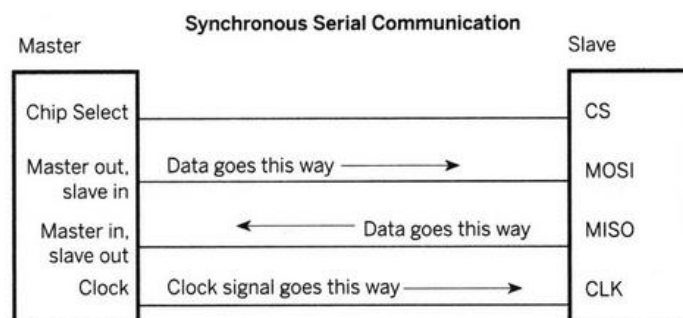 Synchronous Serial Communication
Master
Slave
Chip Select
CS
Master out,
slave in
Data goes this way
MOSI
Master in,
slave out
Data goes this way
MISO
Clock
Clock signal goes this way
CLK